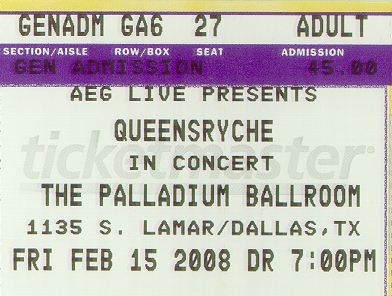 GENADM GA6 27 ADULT
SECTION/AISLE ROW/BOX SEAT ADMISSION
GEN ADMISSION 45.00
AEG LIVE PRESENTS
QUEENSRYCHE
ticketmaster®
IN CONCERT
THE PALLADIUM BALLROOM
1135 S. LAMAR/DALLAS,TX
FRI FEB 15 2008 DR 7:00PM